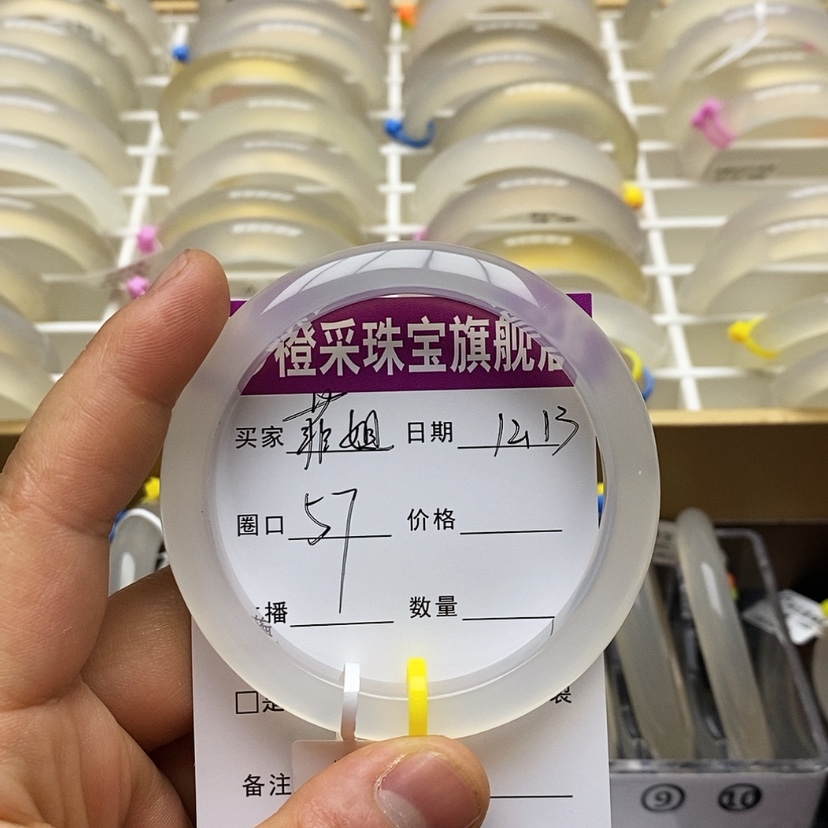 橙采珠宝旗舰店
买家 菲姐 日期 12.13
圈口 57 价格
播 数量
备注
⑨ ⑩